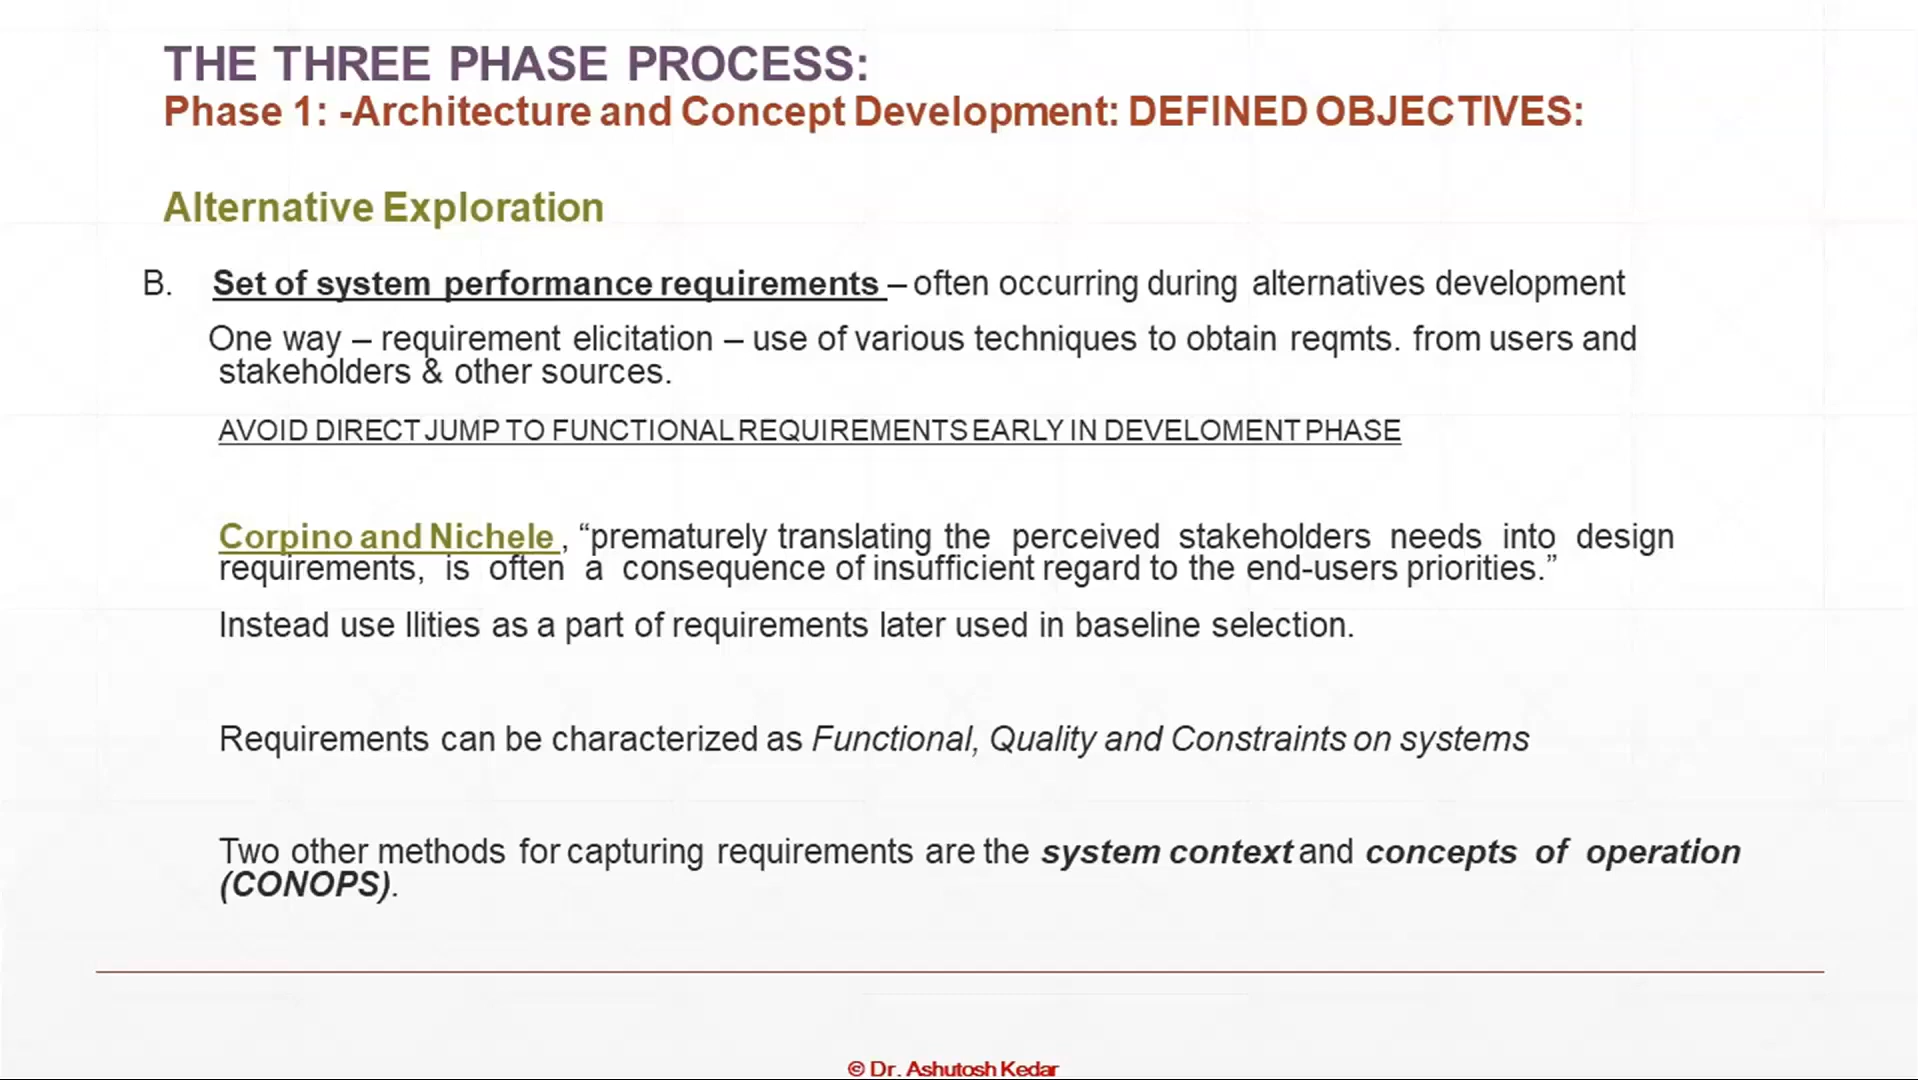 THE THREE PHASE PROCESS:
Phase 1: -Architecture and Concept Development: DEFINED OBJECTIVES:
Alternative Exploration
B. Set of system performance requirements – often occurring during alternatives development
One way – requirement elicitation – use of various techniques to obtain reqmts. from users and
stakeholders & other sources.
AVOID DIRECT JUMP TO FUNCTIONAL REQUIREMENTS EARLY IN DEVELOMENT PHASE
Corpino and Nichele , “prematurely translating the perceived stakeholders needs into design
requirements, is often a consequence of insufficient regard to the end-users priorities.”
Instead use Ilities as a part of requirements later used in baseline selection.
Requirements can be characterized as Functional, Quality and Constraints on systems
Two other methods for capturing requirements are the system context and concepts of operation
(CONOPS).
© Dr. Ashutosh Kedar